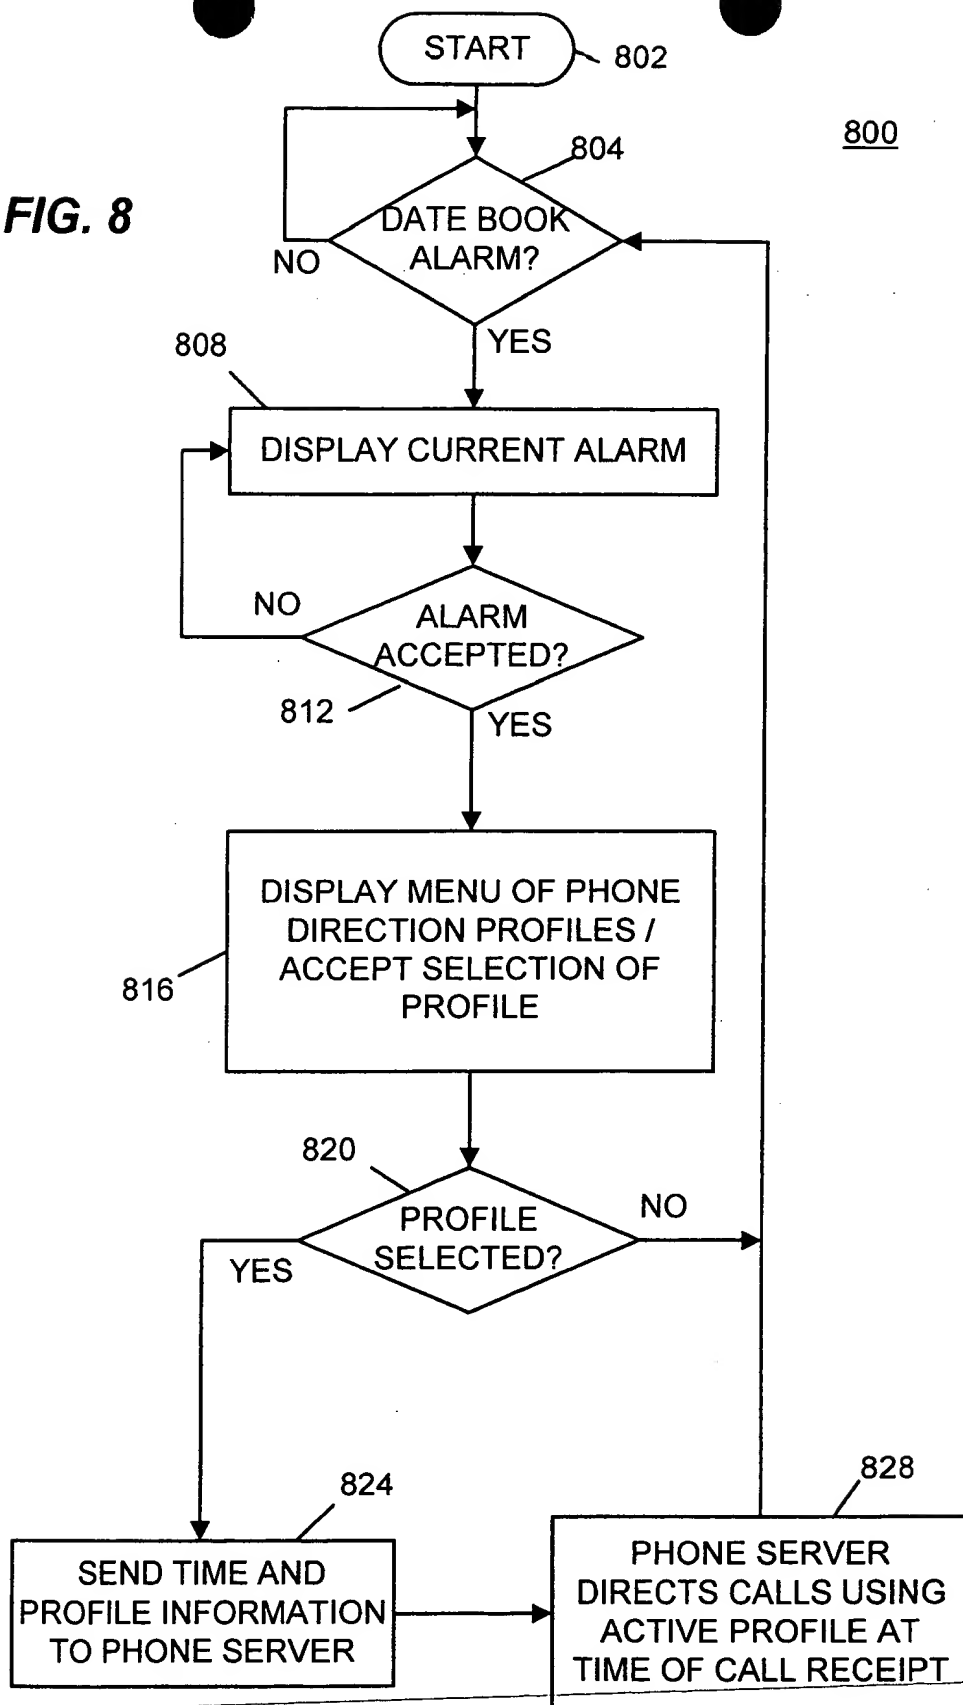 START
802
800
804
FIG. 8
DATE BOOK
ALARM?
NO
YES
808
DISPLAY CURRENT ALARM
NO
ALARM
ACCEPTED?
812
YES
DISPLAY MENU OF PHONE
DIRECTION PROFILES /
ACCEPT SELECTION OF
PROFILE
816
820
NO
PROFILE
SELECTED?
YES
824
828
SEND TIME AND
PROFILE INFORMATION
TO PHONE SERVER
PHONE SERVER
DIRECTS CALLS USING
ACTIVE PROFILE AT
TIME OF CALL RECEIPT